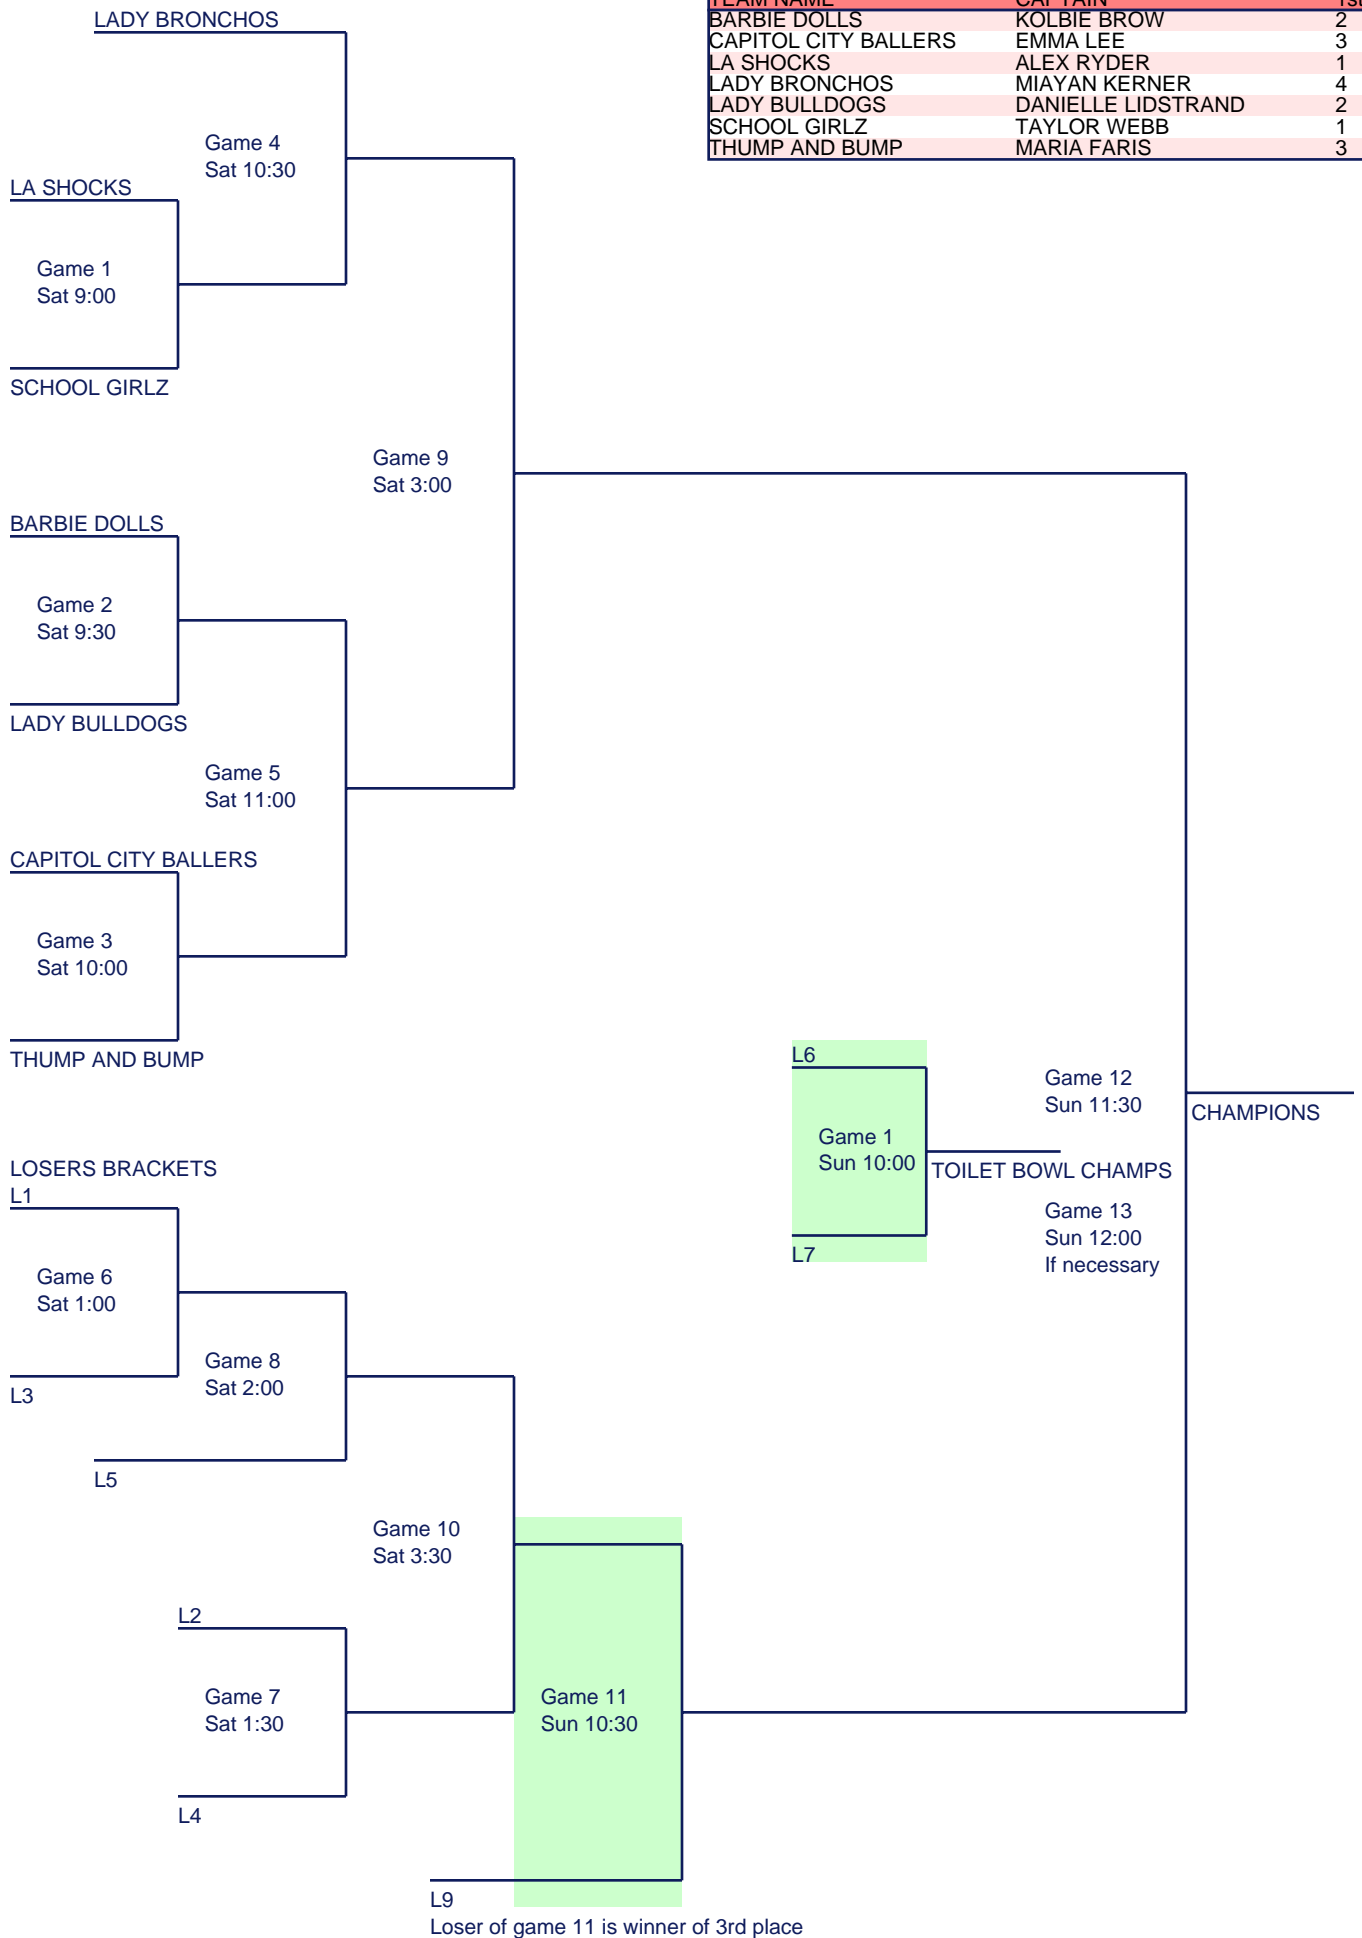 TEAM NAME CAPTAIN 1st
BARBIE DOLLS KOLBIE BROW 2
CAPITOL CITY BALLERS EMMA LEE 3
LA SHOCKS ALEX RYDER 1
LADY BRONCHOS MIAYAN KERNER 4
LADY BULLDOGS DANIELLE LIDSTRAND 2
SCHOOL GIRLZ TAYLOR WEBB 1
THUMP AND BUMP MARIA FARIS 3
LADY BRONCHOS
Game 4
Sat 10:30
LA SHOCKS
Game 1
Sat 9:00
SCHOOL GIRLZ
Game 9
Sat 3:00
BARBIE DOLLS
Game 2
Sat 9:30
LADY BULLDOGS
Game 5
Sat 11:00
CAPITOL CITY BALLERS
Game 3
Sat 10:00
THUMP AND BUMP
L6
Game 1
Sun 10:00
TOILET BOWL CHAMPS
L7
Game 12
Sun 11:30
CHAMPIONS
Game 13
Sun 12:00
If necessary
LOSERS BRACKETS
L1
Game 6
Sat 1:00
L3
Game 8
Sat 2:00
L5
Game 10
Sat 3:30
L2
Game 7
Sat 1:30
L4
Game 11
Sun 10:30
L9
Loser of game 11 is winner of 3rd place